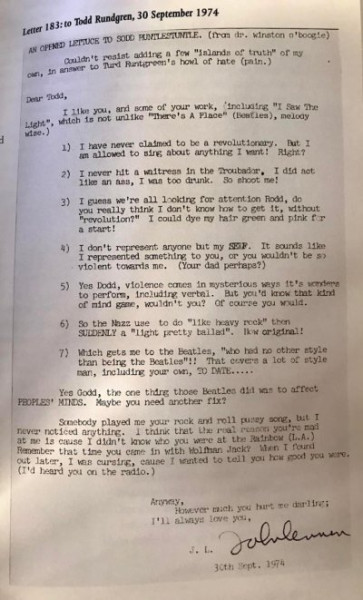 Letter 183: to Todd Rundgren, 30 September 1974
AN OPENED LETTUCE TO SODD RUNTLESTUNTLE. (from dr. winston o'boogie)
Couldn't resist adding a few "islands of truth" of my
own, in answer to Turd Runtgreen's howl of hate (pain.)
Dear Todd,
I like you, and some of your work, including "I Saw The
Light", which is not unlike "There's A Place" (Beatles), melody
wise.)
1) I have never claimed to be a revolutionary. But I
am allowed to sing about anything I want! Right?
2) I never hit a waitress in the Troubador, I did act
like an ass, I was too drunk. So shoot me!
3) I guess we're all looking for attention Rodd, do
you really think I don't know how to get it, without
"revolution?" I could dye my hair green and pink for
a start!
4) I don't represent anyone but my SELF. It sounds like
I represented something to you, or you wouldn't be so
violent towards me. (Your dad perhaps?)
5) Yes Dodd, violence comes in mysterious ways it's wonders
to perform, including verbal. But you'd know that kind
of mind game, wouldn't you? Of course you would.
6) So the Nazz use to do "like heavy rock" then
SUDDENLY a "light pretty ballad". How original!
7) Which gets me to the Beatles, "who had no other style
than being the Beatles"!! That covers a lot of style
man, including your own, TO DATE.....
Yes Godd, the one thing those Beatles did was to affect
PEOPLES' MINDS. Maybe you need another fix?
Somebody played me your rock and roll pussy song, but I
never noticed anything. I think that the real reason you're mad
at me is cause I didn't know who you were at the Rainbow (L.A.)
Remember that time you came in with Wolfman Jack? When I found
out later, I was cursing, cause I wanted to tell you how good you were.
(I'd heard you on the radio.)
Anyway,
However much you hurt me darling;
I'll always love you,
J. L.
John Lennon
30th Sept. 1974